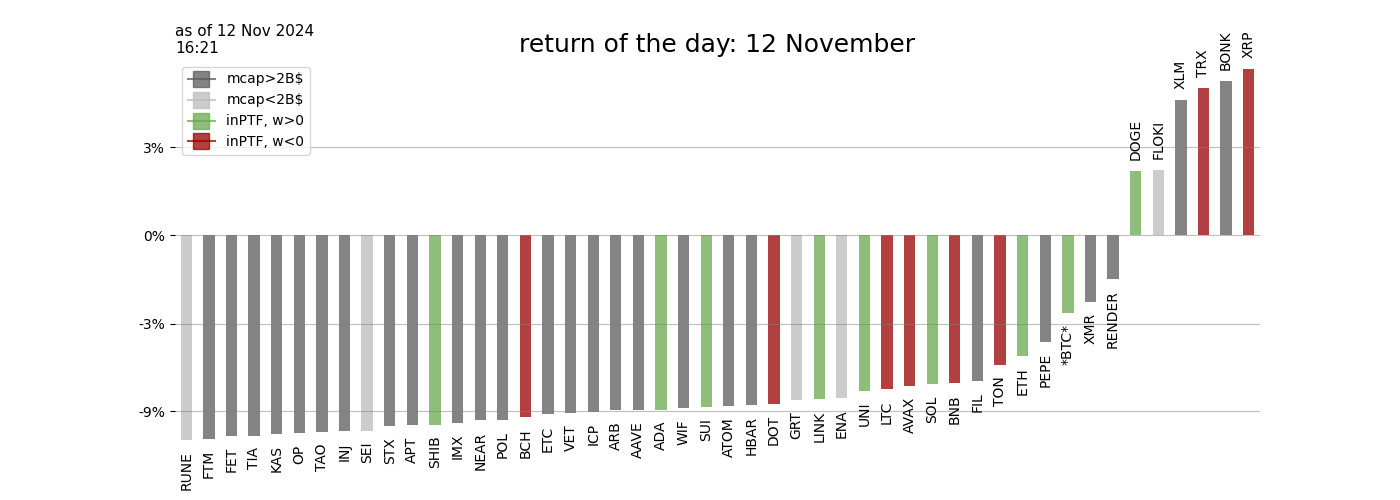 as of 12 Nov 2024
16:21
return of the day: 12 November
mcap>2B$
mcap<2B$
inPTF, w>0
inPTF, w<0
3%
0%
-3%
-9%
RUNE
FTM
FET
TIA
KAS
OP
TAO
INJ
SEI
STX
APT
SHIB
IMX
NEAR
POL
BCH
ETC
VET
ICP
ARB
AAVE
ADA
WIF
SUI
ATOM
HBAR
DOT
GRT
LINK
ENA
UNI
LTC
AVAX
SOL
BNB
FIL
TON
ETH
PEPE
*BTC*
XMR
RENDER
DOGE
FLOKI
XLM
TRX
BONK
XRP